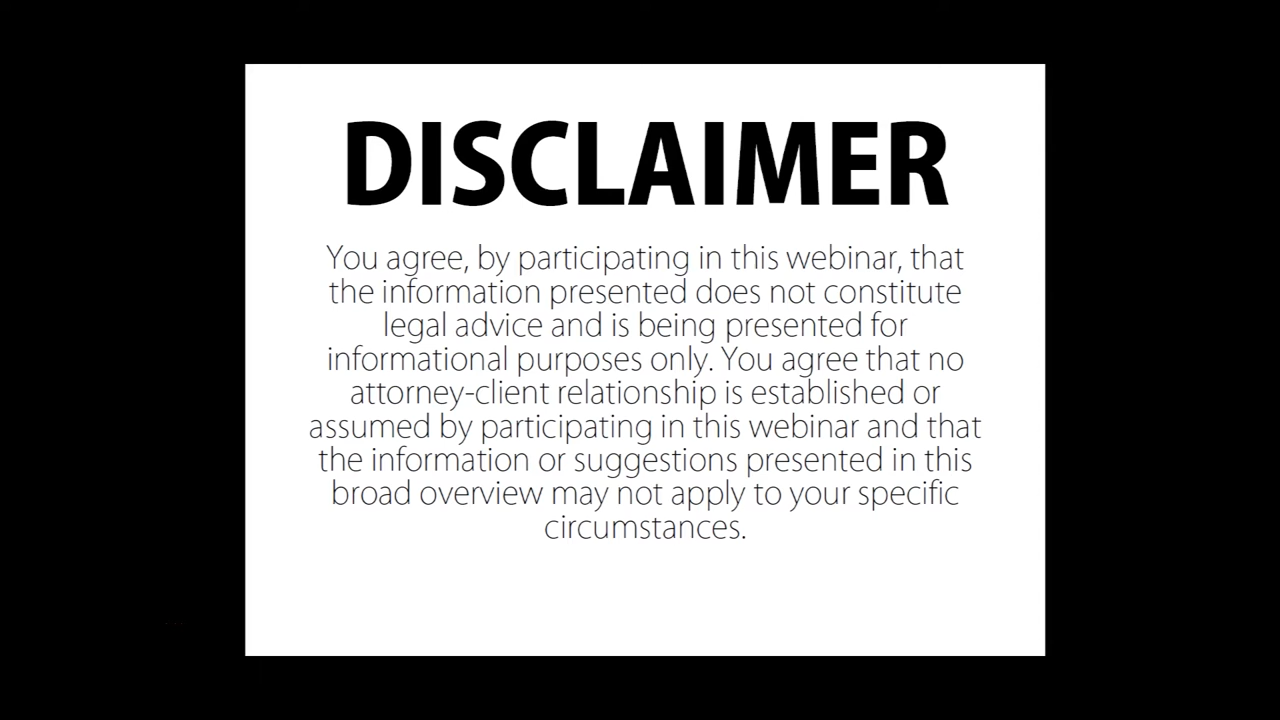 DISCLAIMER
You agree, by participating in this webinar, that
the information presented does not constitute
legal advice and is being presented for
informational purposes only. You agree that no
attorney-client relationship is established or
assumed by participating in this webinar and that
the information or suggestions presented in this
broad overview may not apply to your specific
circumstances.